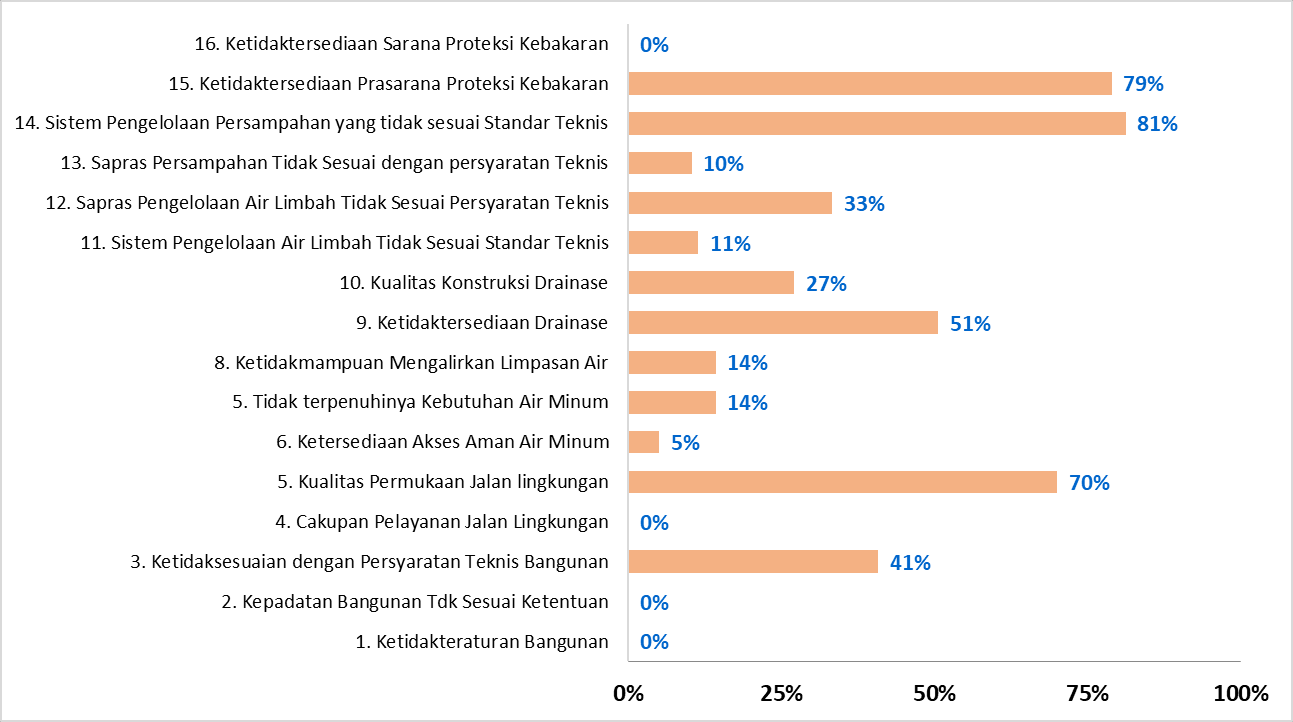 16. Ketidaktersediaan Sarana Proteksi Kebakaran 0%
15. Ketidaktersediaan Prasarana Proteksi Kebakaran 79%
14. Sistem Pengelolaan Persampahan yang tidak sesuai Standar Teknis 81%
13. Sapras Persampahan Tidak Sesuai dengan persyaratan Teknis 10%
12. Sapras Pengelolaan Air Limbah Tidak Sesuai Persyaratan Teknis 33%
11. Sistem Pengelolaan Air Limbah Tidak Sesuai Standar Teknis 11%
10. Kualitas Konstruksi Drainase 27%
9. Ketidaktersediaan Drainase 51%
8. Ketidakmampuan Mengalirkan Limpasan Air 14%
5. Tidak terpenuhinya Kebutuhan Air Minum 14%
6. Ketersediaan Akses Aman Air Minum 5%
5. Kualitas Permukaan Jalan lingkungan 70%
4. Cakupan Pelayanan Jalan Lingkungan 0%
3. Ketidaksesuaian dengan Persyaratan Teknis Bangunan 41%
2. Kepadatan Bangunan Tdk Sesuai Ketentuan 0%
1. Ketidakteraturan Bangunan 0%
0% 25% 50% 75% 100%